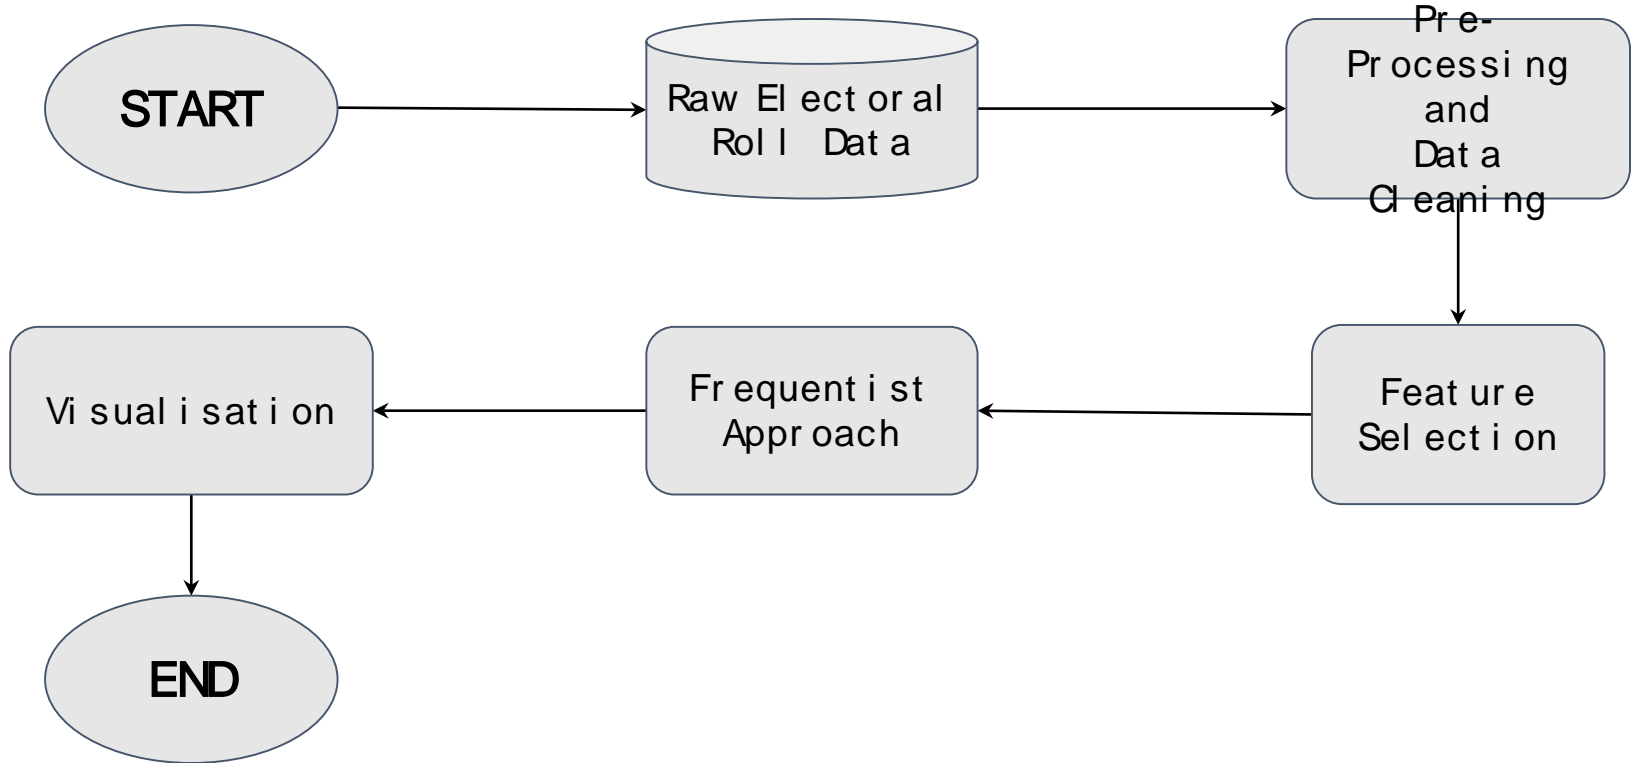 START
Raw Electoral
Roll Data
Pre-
Processing
and
Data
Cleaning
Feature
Selection
Frequentist
Approach
Visualisation
END